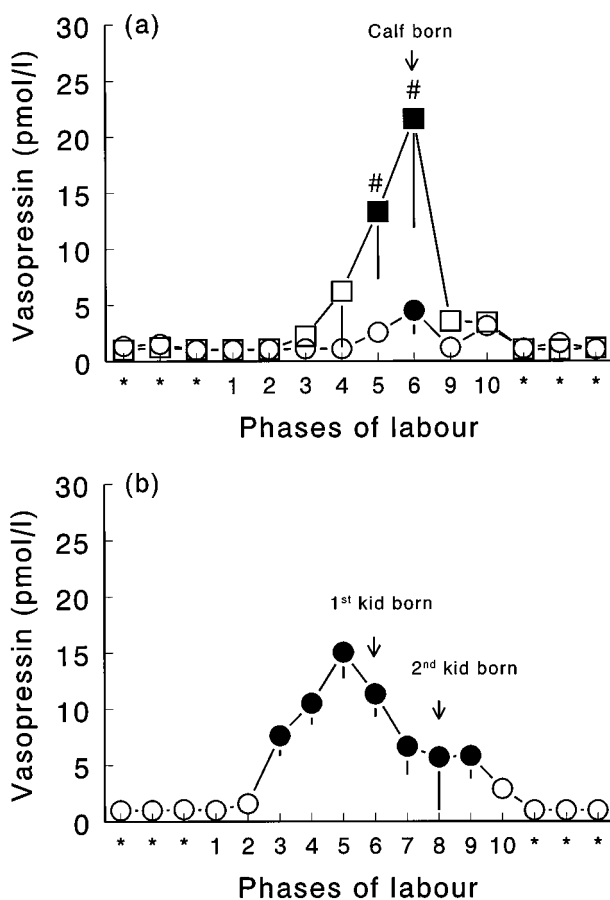 (a)
Calf born
# #
Vasopressin (pmol/l)
30
25
20
15
10
5
0
* * * 1 2 3 4 5 6 9 10 * * *
Phases of labour
(b)
1st kid born
2nd kid born
Vasopressin (pmol/l)
30
25
20
15
10
5
0
* * * 1 2 3 4 5 6 7 8 9 10 * * *
Phases of labour